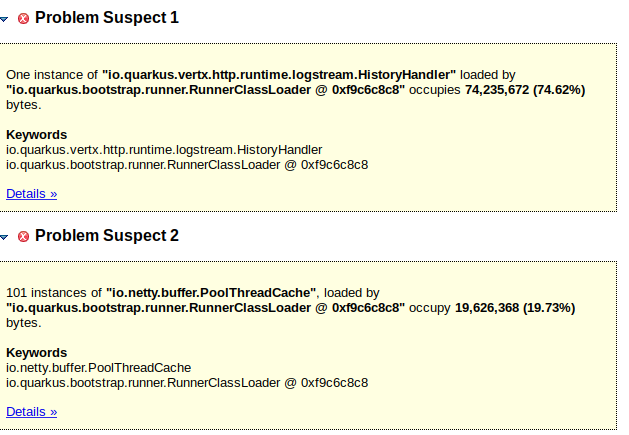 Problem Suspect 1
One instance of "io.quarkus.vertx.http.runtime.logstream.HistoryHandler" loaded by
"io.quarkus.bootstrap.runner.RunnerClassLoader @ 0xf9c6c8c8" occupies 74,235,672 (74.62%)
bytes.
Keywords
io.quarkus.vertx.http.runtime.logstream.HistoryHandler
io.quarkus.bootstrap.runner.RunnerClassLoader @ 0xf9c6c8c8
Details »
Problem Suspect 2
101 instances of "io.netty.buffer.PoolThreadCache", loaded by
"io.quarkus.bootstrap.runner.RunnerClassLoader @ 0xf9c6c8c8" occupy 19,626,368 (19.73%)
bytes.
Keywords
io.netty.buffer.PoolThreadCache
io.quarkus.bootstrap.runner.RunnerClassLoader @ 0xf9c6c8c8
Details »